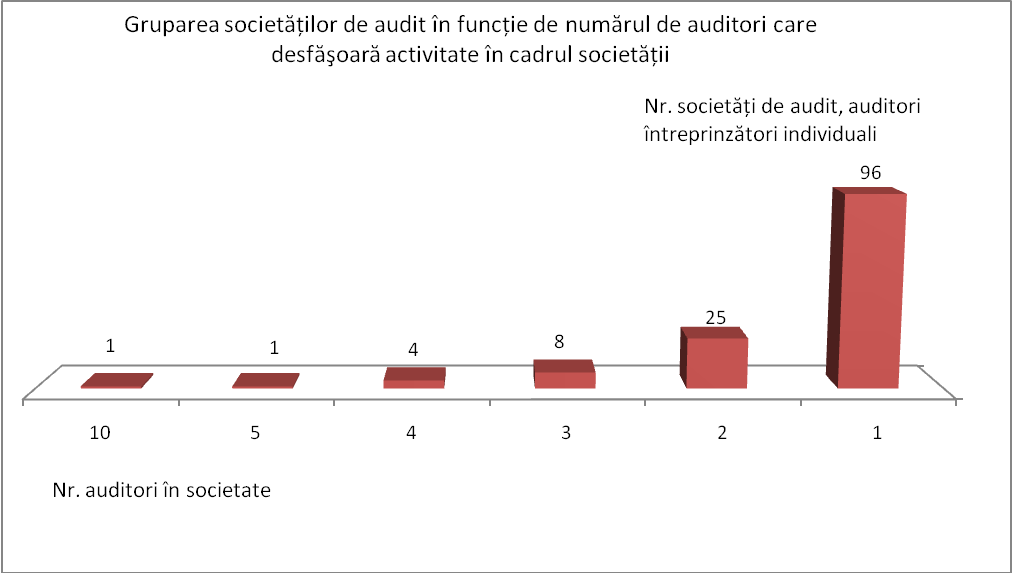 Gruparea societăților de audit în funcție de numărul de auditori care
desfăşoară activitate în cadrul societății
Nr. societăți de audit, auditori
întreprinzători individuali
1
1
4
8
25
96
10
5
4
3
2
1
Nr. auditori în societate